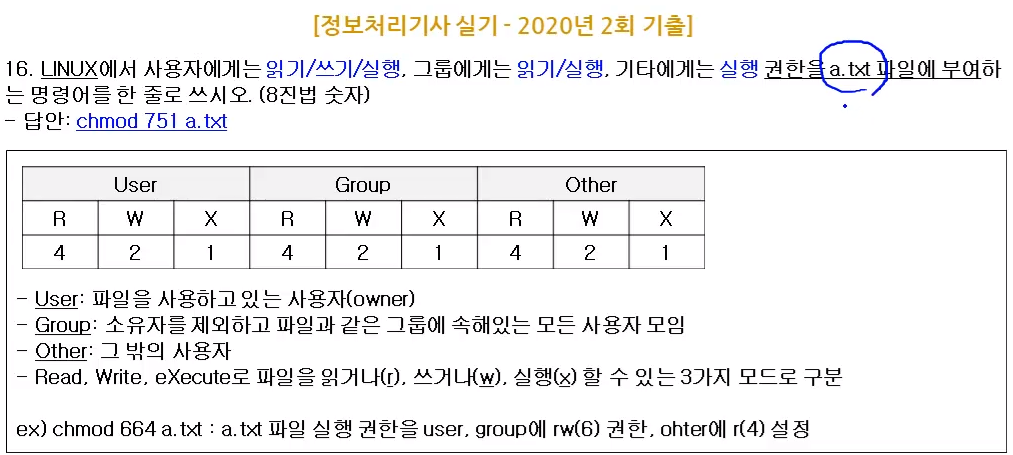 [정보처리기사 실기 - 2020년 2회 기출]
16. LINUX에서 사용자에게는 읽기/쓰기/실행, 그룹에게는 읽기/실행, 기타에게는 실행 권한을 a.txt 파일에 부여하
는 명령어를 한 줄로 쓰시오. (8진법 숫자)
- 답안: chmod 751 a.txt
User Group Other
R W X R W X R W X
4 2 1 4 2 1 4 2 1
- User: 파일을 사용하고 있는 사용자(owner)
- Group: 소유자를 제외하고 파일과 같은 그룹에 속해있는 모든 사용자 모임
- Other: 그 밖의 사용자
- Read, Write, eXecute로 파일을 읽거나(r), 쓰거나(w), 실행(x) 할 수 있는 3가지 모드로 구분
ex) chmod 664 a.txt : a.txt 파일 실행 권한을 user, group에 rw(6) 권한, ohter에 r(4) 설정